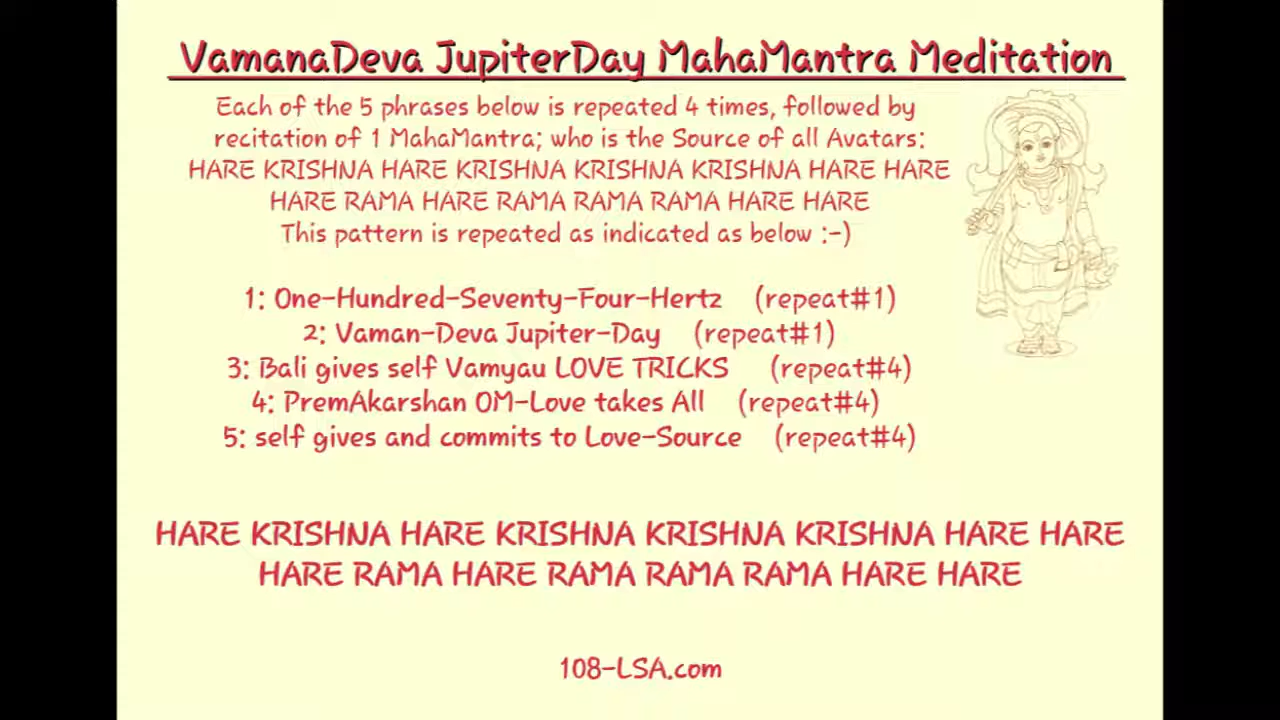 VamanaDeva JupiterDay MahaMantra Meditation
Each of the 5 phrases below is repeated 4 times, followed by
recitation of 1 MahaMantra; who is the Source of all Avatars:
HARE KRISHNA HARE KRISHNA KRISHNA KRISHNA HARE HARE
HARE RAMA HARE RAMA RAMA RAMA HARE HARE
This pattern is repeated as indicated as below :-)
1: One-Hundred-Seventy-Four-Hertz (repeat#1)
2: Vaman-Deva Jupiter-Day (repeat#1)
3: Bali gives self Vamyau LOVE TRICKS (repeat#4)
4: PremAkarshan OM-Love takes All (repeat#4)
5: self gives and commits to Love-Source (repeat#4)
HARE KRISHNA HARE KRISHNA KRISHNA KRISHNA HARE HARE
HARE RAMA HARE RAMA RAMA RAMA HARE HARE
108-LSA.com